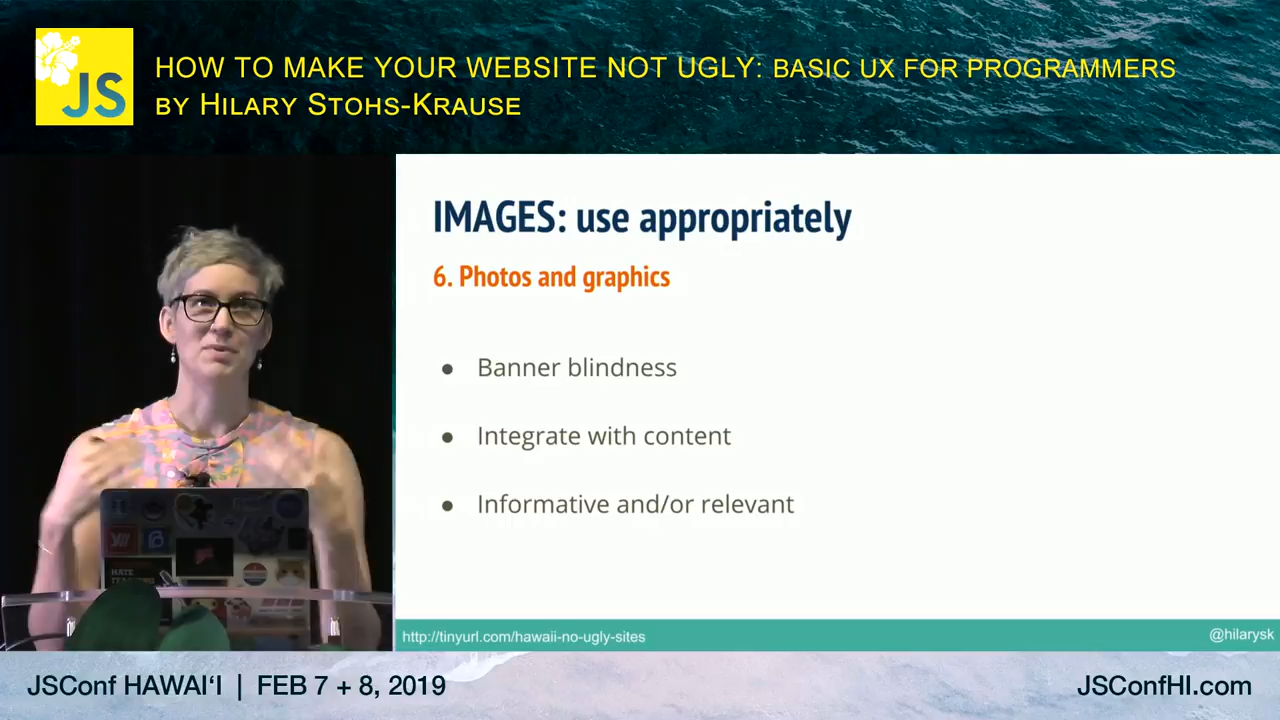 JS
HOW TO MAKE YOUR WEBSITE NOT UGLY: BASIC UX FOR PROGRAMMERS
BY HILARY STOHS-KRAUSE
IMAGES: use appropriately
6. Photos and graphics
● Banner blindness
● Integrate with content
● Informative and/or relevant
HATE
http://tinyurl.com/hawaii-no-ugly-sites
@hilarysk
JSConf HAWAIʻI | FEB 7 + 8, 2019
JSConfHI.com